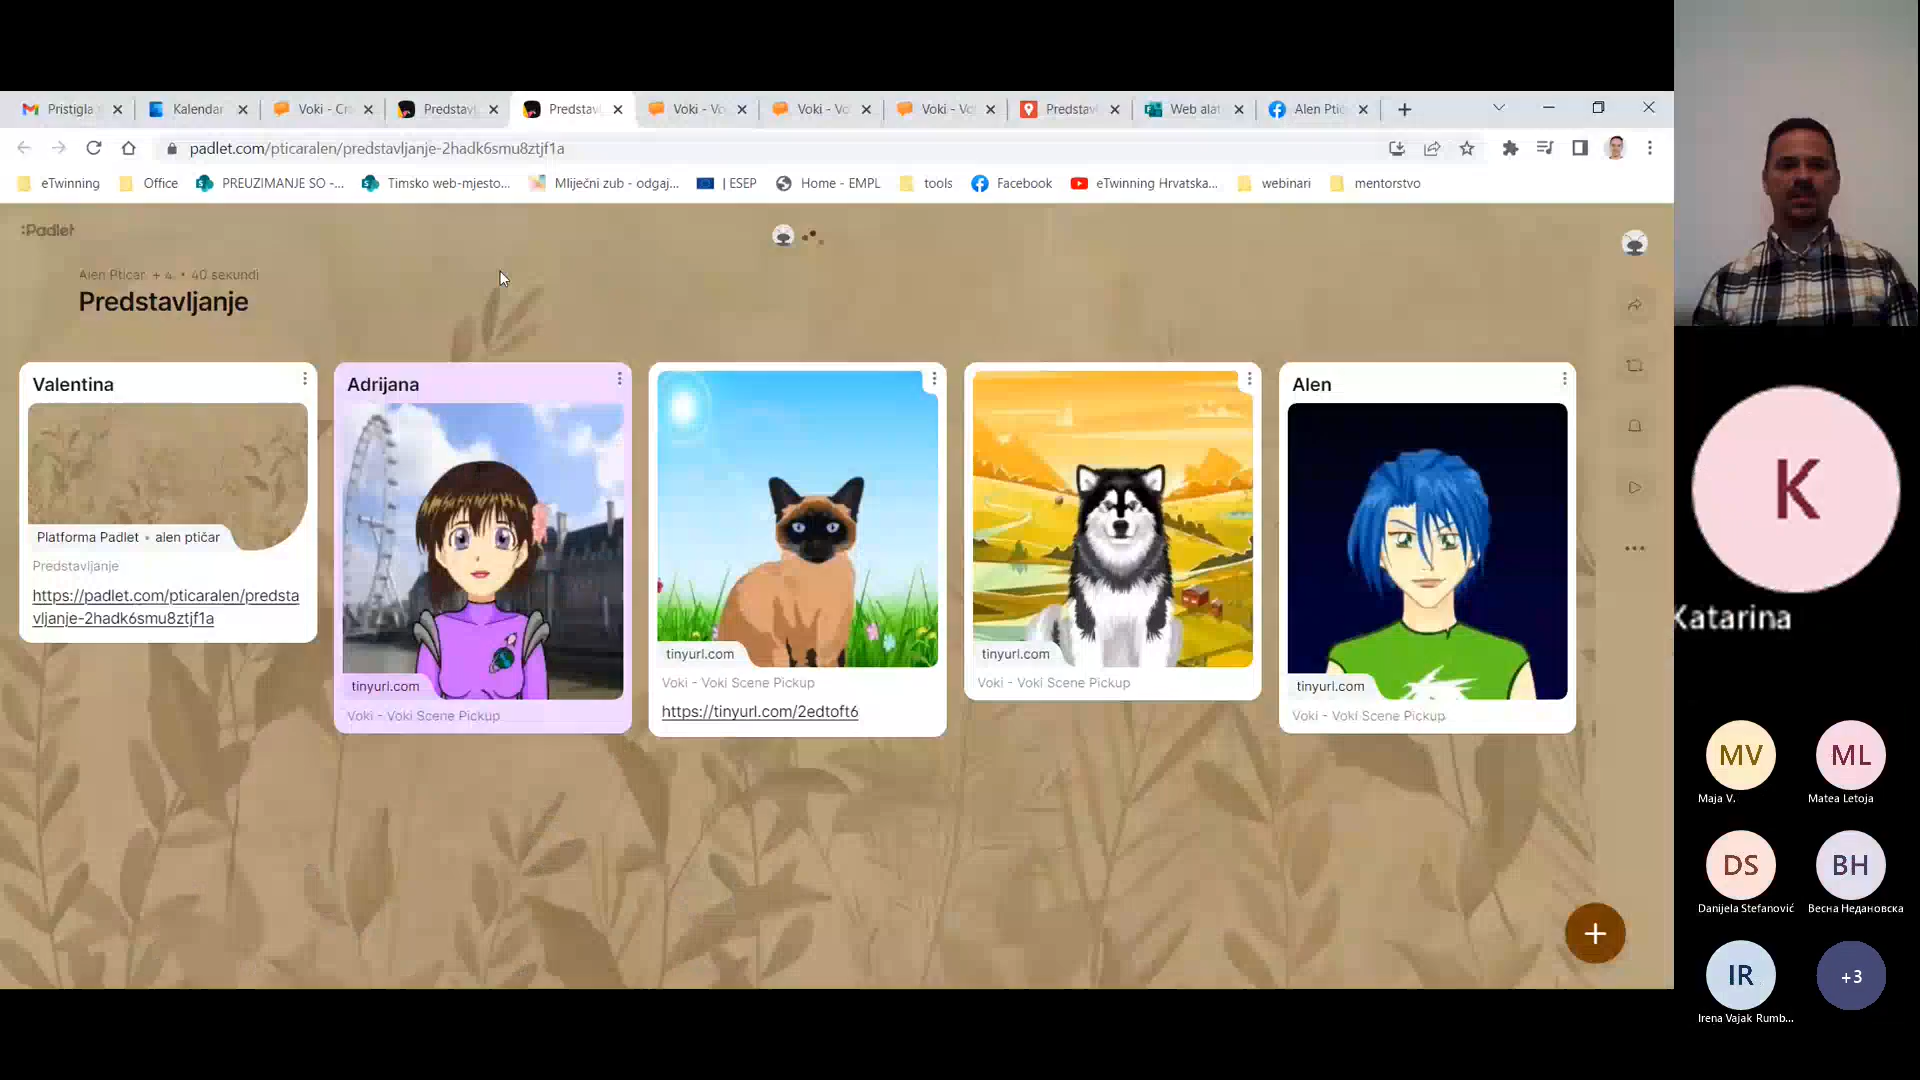 Pristigla
Kalendar
Voki - Cr
Predstavl
Predstavl
Voki - Vo
Voki - Vo
Voki - Vo
Predstav
Web alat
Alen Ptič
padlet.com/pticaralen/predstavljanje-2hadk6smu8ztjf1a
eTwinning
Office
PREUZIMANJE SO -...
Timsko web-mjesto...
Mliječni zub - odgaj...
| ESEP
Home - EMPL
tools
Facebook
eTwinning Hrvatska...
webinari
mentorstvo
:Padlet
Alen Pticar + 4 • 40 sekundi
Predstavljanje
Valentina
Platforma Padlet • alen ptičar
Predstavljanje
https://padlet.com/pticaralen/predsta
vljanje-2hadk6smu8ztjf1a
Adrijana
tinyurl.com
Voki - Voki Scene Pickup
tinyurl.com
Voki - Voki Scene Pickup
https://tinyurl.com/2edtoft6
tinyurl.com
Voki - Voki Scene Pickup
Alen
tinyurl.com
Voki - Voki Scene Pickup
K
Katarina
MV
Maja V.
ML
Matea Letoja
DS
Danijela Stefanović
ВН
Весна Недановска
IR
Irena Vajak Rumb...
+3